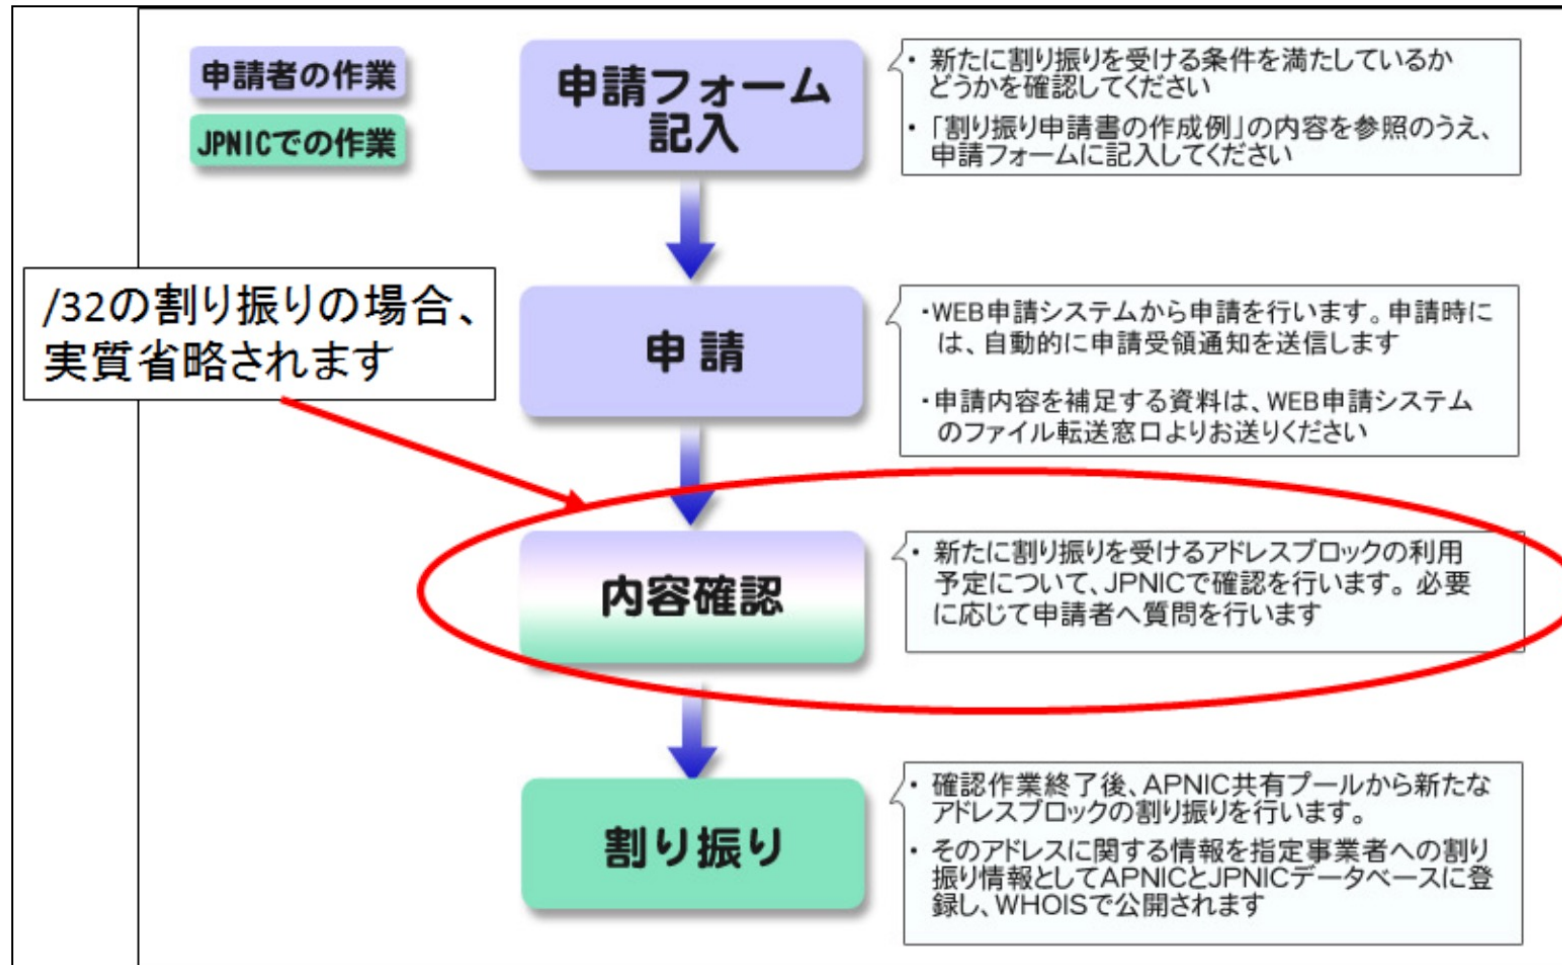 申請者の作業
JPNICでの作業
申請フォーム
記入
・ 新たに割り振りを受ける条件を満たしているか
どうかを確認してください
・ 「割り振り申請書の作成例」の内容を参照のうえ、
申請フォームに記入してください
/32の割り振りの場合、
実質省略されます
申請
・WEB申請システムから申請を行います。申請時に
は、自動的に申請受領通知を送信します
・申請内容を補足する資料は、WEB申請システム
のファイル転送窓口よりお送りください
内容確認
・ 新たに割り振りを受けるアドレスブロックの利用
予定について、JPNICで確認を行います。必要
に応じて申請者へ質問を行います
割り振り
・ 確認作業終了後、APNIC共有プールから新たな
アドレスブロックの割り振りを行います。
・ そのアドレスに関する情報を指定事業者への割り
振り情報としてAPNICとJPNICデータベースに登
録し、WHOISで公開されます